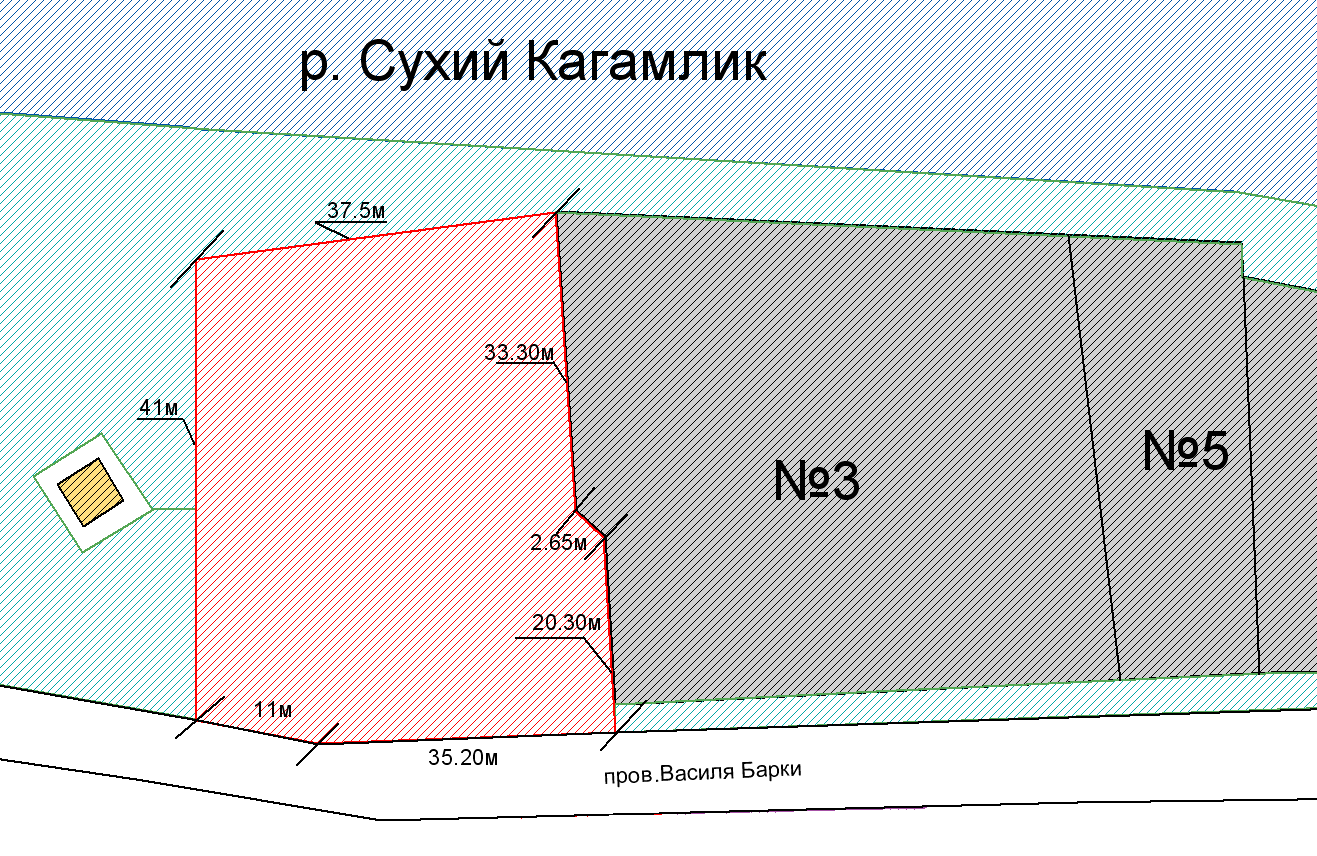 р. Сухий Кагамлик
37.5м
33.30м
41м
№3
№5
2.65м
20.30м
11м
35.20м
пров.Василя Барки